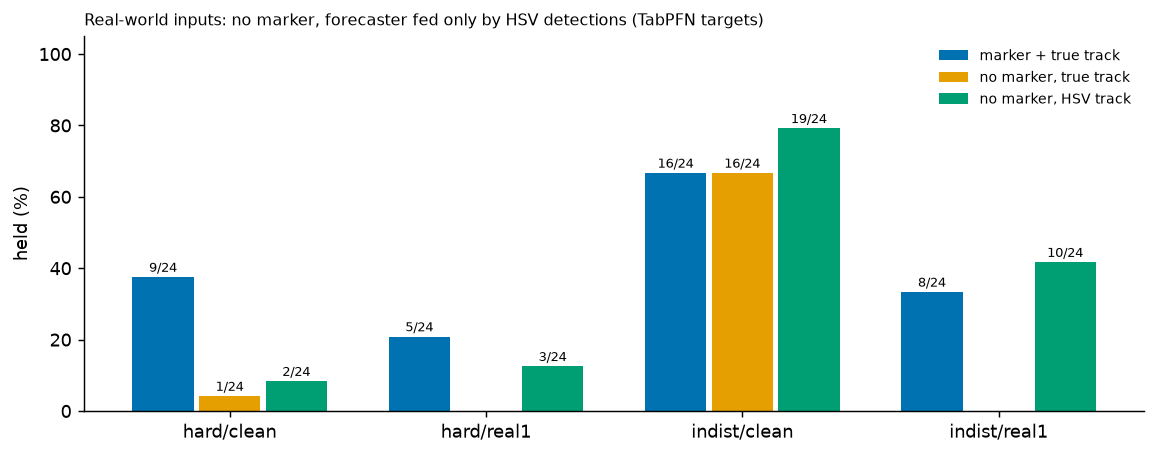 Real-world inputs: no marker, forecaster fed only by HSV detections (TabPFN targets)
held (%)
100
80
60
40
20
0
marker + true track
no marker, true track
no marker, HSV track
9/24
1/24
2/24
5/24
3/24
16/24
16/24
19/24
8/24
10/24
hard/clean
hard/real1
indist/clean
indist/real1